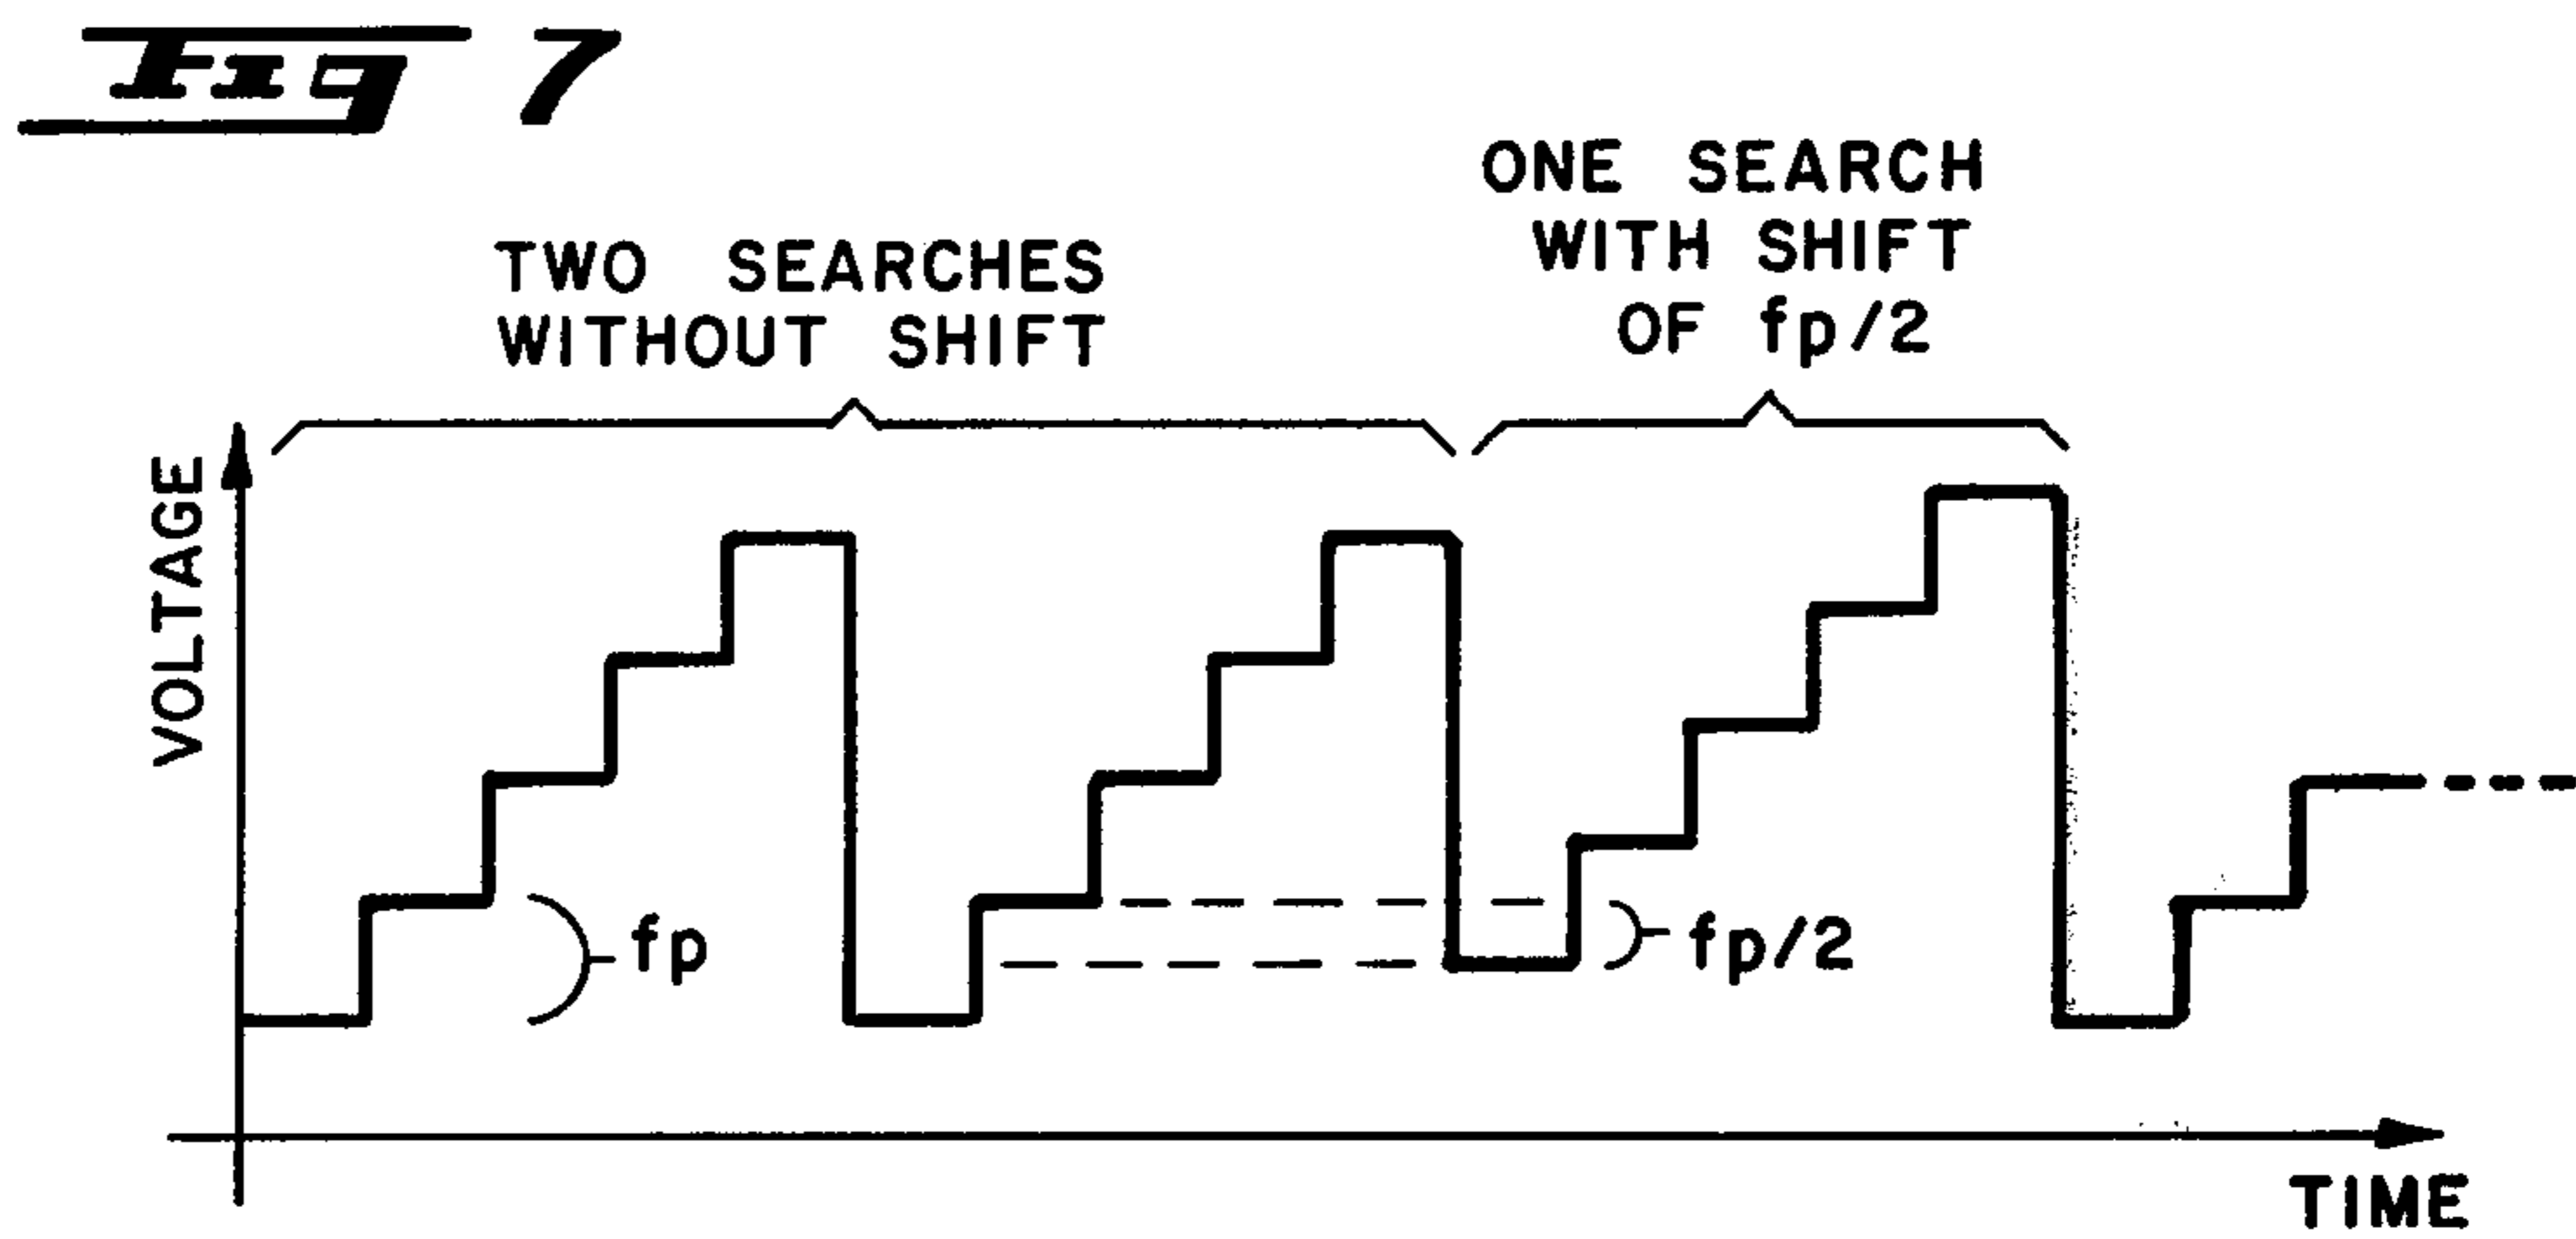 fig 7
ONE SEARCH
WITH SHIFT
OF fp/2
TWO SEARCHES
WITHOUT SHIFT
VOLTAGE
fp
fp/2
TIME